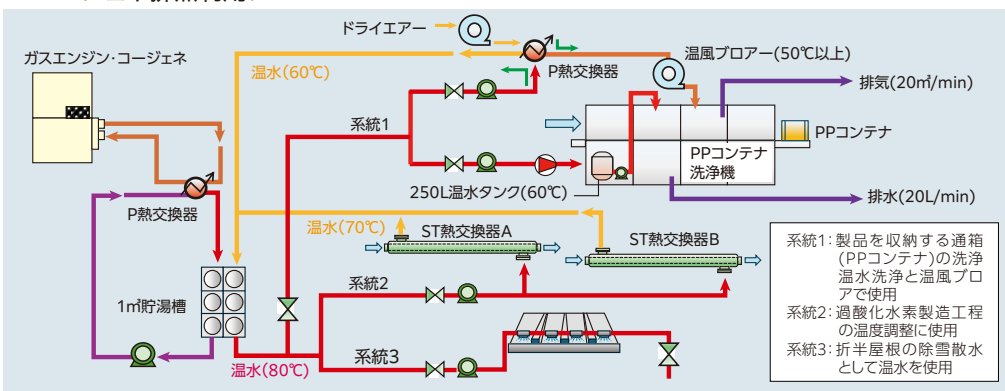 ドライエアー
ガスエンジン・コージェネ
温水(60℃)
P熱交換器
温風ブロアー(50℃以上)
排気(20㎥/min)
系統1
PPコンテナ
PPコンテナ
洗浄機
250L温水タンク(60℃)
排水(20L/min)
P熱交換器
温水(70℃)
ST熱交換器A
ST熱交換器B
1㎥貯湯槽
系統2
系統3
温水(80℃)
系統1：製品を収納する通箱
(PPコンテナ)の洗浄
温水洗浄と温風ブロ
アで使用
系統2：過酸化水素製造工程
の温度調整に使用
系統3：折半屋根の除雪散水
として温水を使用